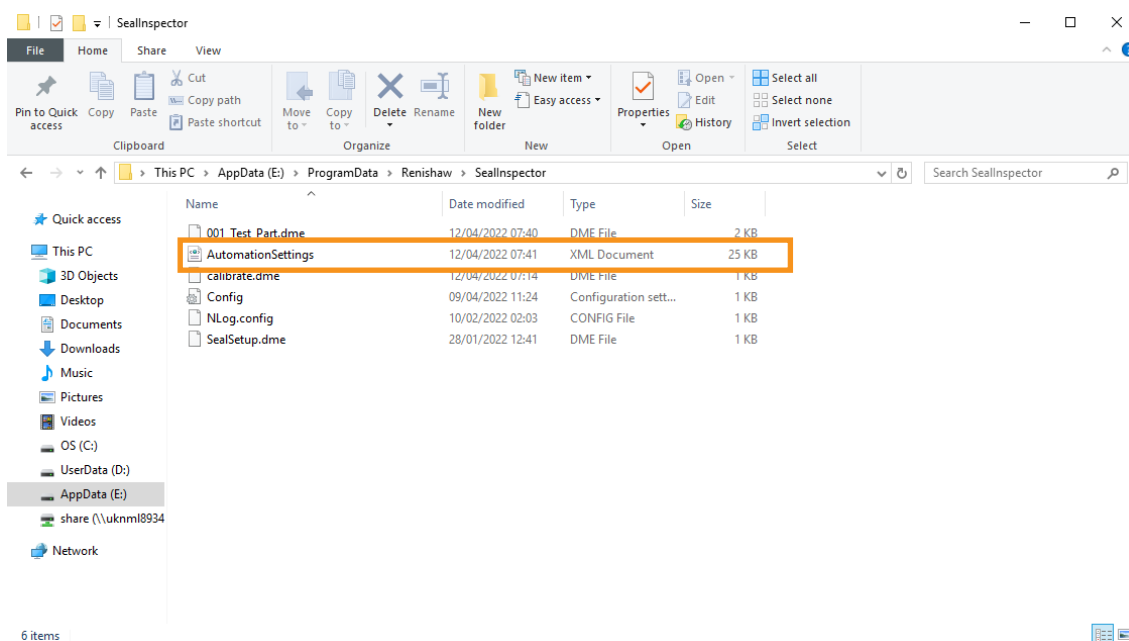 SealInspector
File Home Share View
Pin to Quick access
Copy
Paste
Cut
Copy path
Paste shortcut
Clipboard
Move to
Copy to
Delete
Rename
Organize
New folder
New item
Easy access
New
Properties
Open
Edit
History
Open
Select all
Select none
Invert selection
Select
This PC > AppData (E:) > ProgramData > Renishaw > SealInspector
Search SealInspector
Name Date modified Type Size
001_Test_Part.dme 12/04/2022 07:40 DME File 2 KB
AutomationSettings 12/04/2022 07:41 XML Document 25 KB
calibrate.dme 12/04/2022 07:14 DME File 1 KB
Config 09/04/2022 11:24 Configuration sett... 1 KB
NLog.config 10/02/2022 02:03 CONFIG File 1 KB
SealSetup.dme 28/01/2022 12:41 DME File 1 KB
Quick access
This PC
3D Objects
Desktop
Documents
Downloads
Music
Pictures
Videos
OS (C:)
UserData (D:)
AppData (E:)
share (\\uknml8934
Network
6 items